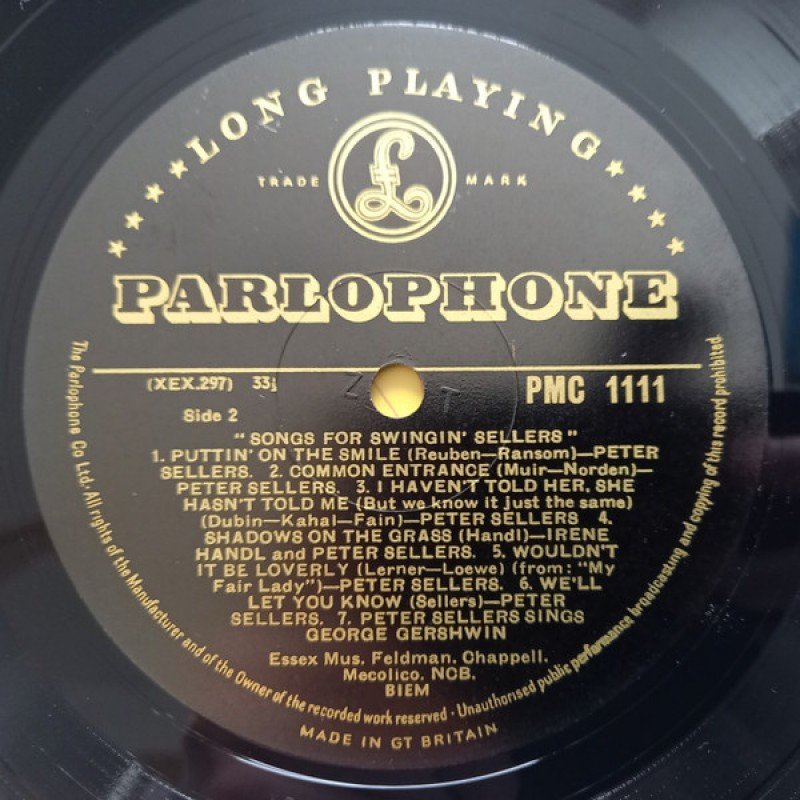 ★★★★LONG PLAYING★★★★
TRADE £ MARK
PARLOPHONE
(XEX.297) 33⅓
PMC 1111
Side 2
Z T
"SONGS FOR SWINGIN' SELLERS"
1. PUTTIN' ON THE SMILE (Reuben—Ransom)—PETER
SELLERS. 2. COMMON ENTRANCE (Muir—Norden)—
PETER SELLERS. 3. I HAVEN'T TOLD HER, SHE
HASN'T TOLD ME (But we know it just the same)
(Dubin—Kahal—Fain)—PETER SELLERS 4.
SHADOWS ON THE GRASS (Handl)—IRENE
HANDL and PETER SELLERS. 5. WOULDN'T
IT BE LOVERLY (Lerner—Loewe) (from: "My
Fair Lady")—PETER SELLERS. 6. WE'LL
LET YOU KNOW (Sellers)—PETER
SELLERS. 7. PETER SELLERS SINGS
GEORGE GERSHWIN
Essex Mus. Feldman. Chappell.
Mecolico. NCB.
BIEM
The Parlophone Co Ltd. All rights of the Manufacturer and of the Owner of the recorded work reserved · Unauthorised public performance broadcasting and copying of this record prohibited
MADE IN GT BRITAIN